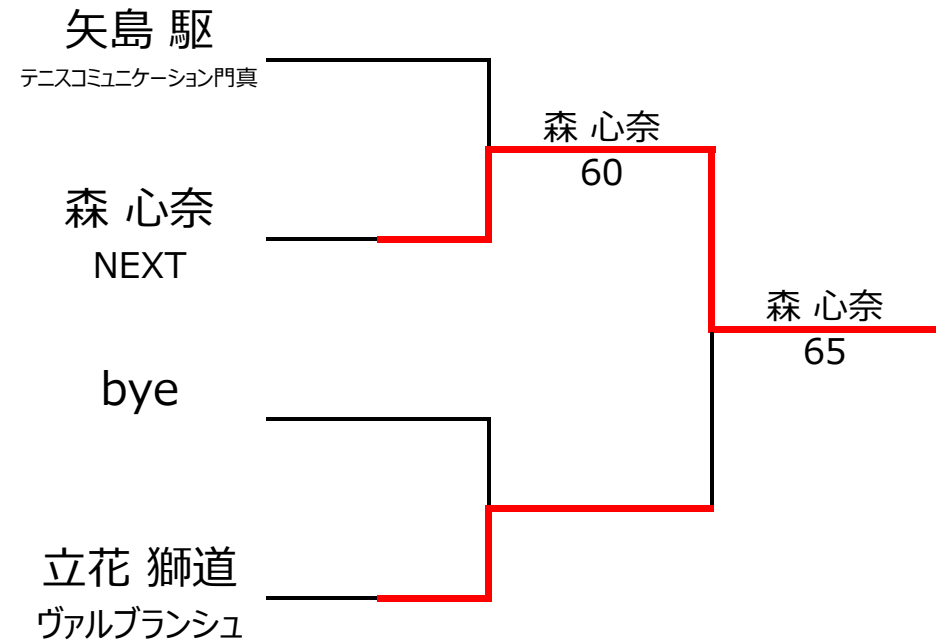 矢島 駆
テニスコミュニケーション門真
森 心奈
60
森 心奈
NEXT
森 心奈
65
bye
立花 獅道
ヴァルブランシュ